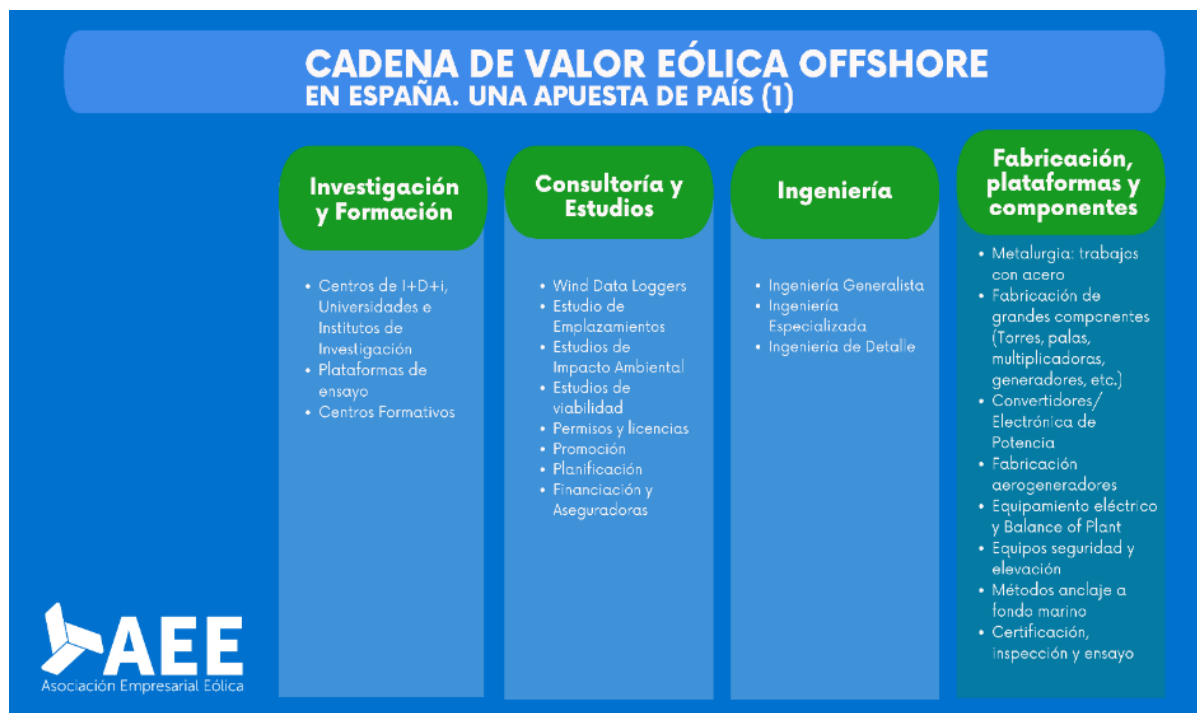 CADENA DE VALOR EÓLICA OFFSHORE
EN ESPAÑA. UNA APUESTA DE PAÍS (1)
Investigación
y Formación
• Centros de I+D+i,
Universidades e
Institutos de
Investigación
• Plataformas de
ensayo
• Centros Formativos
Consultoría y
Estudios
• Wind Data Loggers
• Estudio de
Emplazamientos
• Estudios de
Impacto Ambiental
• Estudios de
viabilidad
• Permisos y licencias
• Promoción
• Planificación
• Financiación y
Aseguradoras
Ingeniería
• Ingeniería Generalista
• Ingeniería
Especializada
• Ingeniería de Detalle
Fabricación,
plataformas y
componentes
• Metalurgia: trabajos
con acero
• Fabricación de
grandes componentes
(Torres, palas,
multiplicadoras,
generadores, etc.)
• Convertidores/
Electrónica de
Potencia
• Fabricación
aerogeneradores
• Equipamiento eléctrico
y Balance of Plant
• Equipos seguridad y
elevación
• Métodos anclaje a
fondo marino
• Certificación,
inspección y ensayo
AEE
Asociación Empresarial Eólica